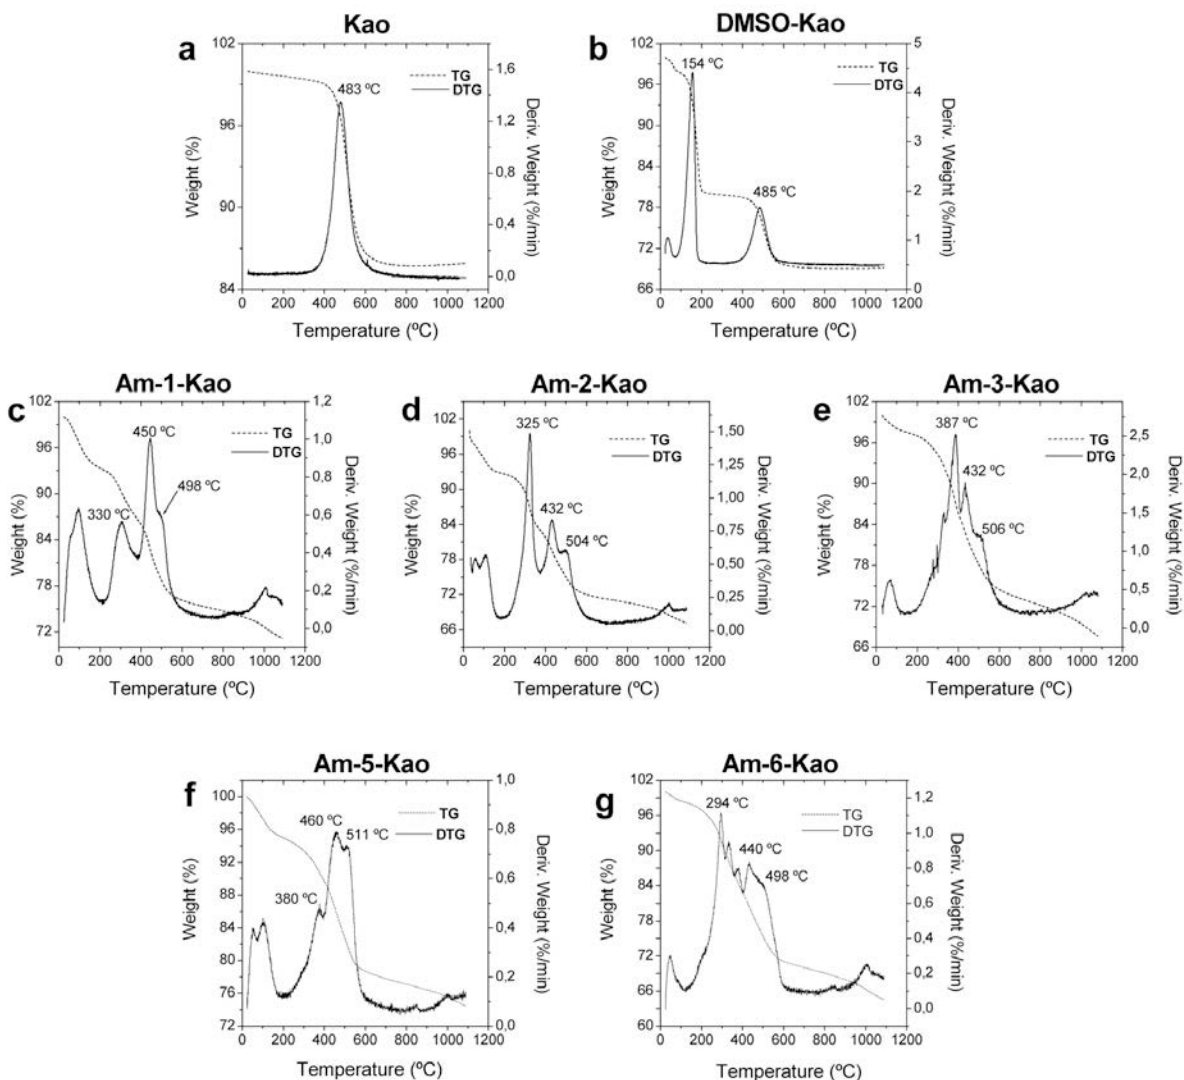 Kao
a
102
96
90
84
Weight (%)
483 ºC
TG
DTG
1,6
1,2
0,8
0,4
0,0
Deriv. Weight (%/min)
0 200 400 600 800 1000 1200
Temperature (ºC)
DMSO-Kao
b
102
96
90
84
78
72
66
Weight (%)
154 ºC
485 ºC
TG
DTG
5
4
3
2
1
0
Deriv. Weight (%/min)
0 200 400 600 800 1000 1200
Temperature (ºC)
Am-1-Kao
c
102
96
90
84
78
72
Weight (%)
450 ºC
498 ºC
330 ºC
TG
DTG
1,2
1,0
0,8
0,6
0,4
0,2
0,0
Deriv. Weight (%/min)
0 200 400 600 800 1000 1200
Temperature (ºC)
Am-2-Kao
d
102
96
90
84
78
72
66
Weight (%)
325 ºC
432 ºC
504 ºC
TG
DTG
1,50
1,25
1,00
0,75
0,50
0,25
0,00
Deriv. Weight (%/min)
0 200 400 600 800 1000 1200
Temperature (ºC)
Am-3-Kao
e
102
96
90
84
78
72
66
Weight (%)
387 ºC
432 ºC
506 ºC
TG
DTG
2,5
2,0
1,5
1,0
0,5
0,0
Deriv. Weight (%/min)
0 200 400 600 800 1000 1200
Temperature (ºC)
Am-5-Kao
f
100
96
92
88
84
80
76
72
Weight (%)
460 ºC
511 ºC
380 ºC
TG
DTG
1,0
0,8
0,6
0,4
0,2
0,0
Deriv. Weight (%/min)
0 200 400 600 800 1000 1200
Temperature (ºC)
Am-6-Kao
g
102
96
90
84
78
72
66
60
Weight (%)
294 ºC
440 ºC
498 ºC
TG
DTG
1,2
1,0
0,8
0,6
0,4
0,2
0,0
Deriv. Weight (%/min)
0 200 400 600 800 1000 1200
Temperature (ºC)